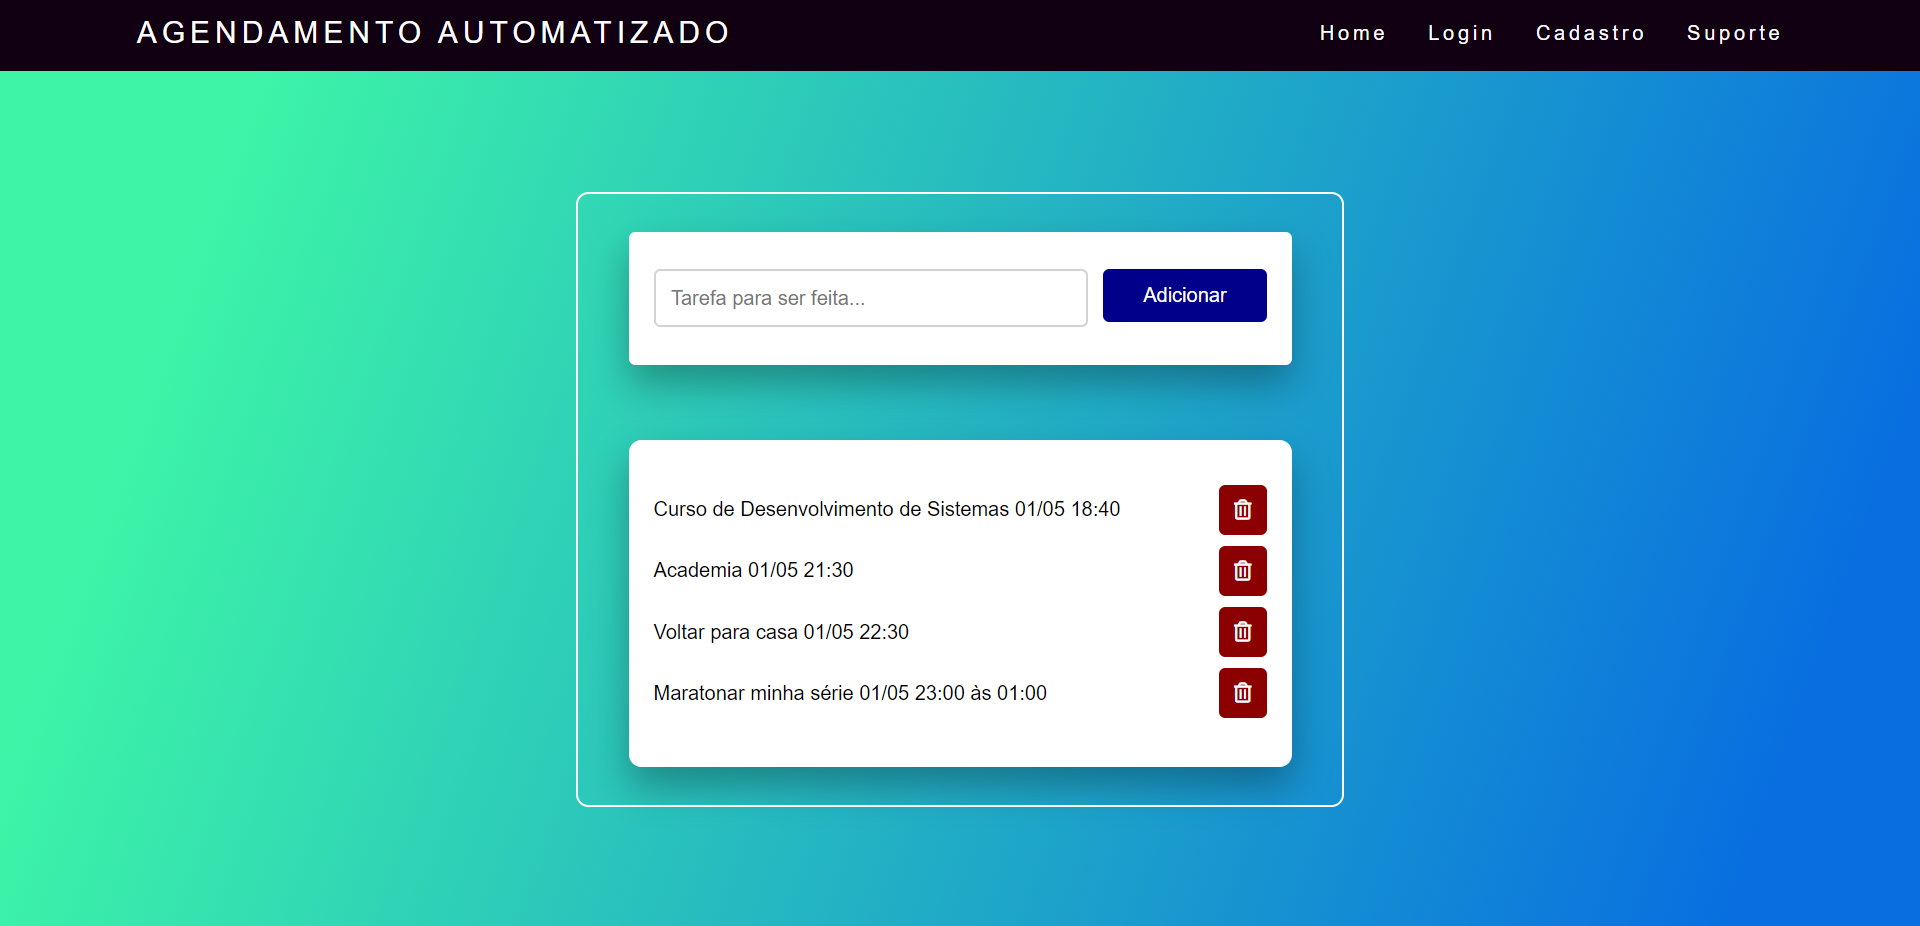 AGENDAMENTO AUTOMATIZADO
Home Login Cadastro Suporte
Tarefa para ser feita...
Adicionar
Curso de Desenvolvimento de Sistemas 01/05 18:40
Academia 01/05 21:30
Voltar para casa 01/05 22:30
Maratonar minha série 01/05 23:00 às 01:00